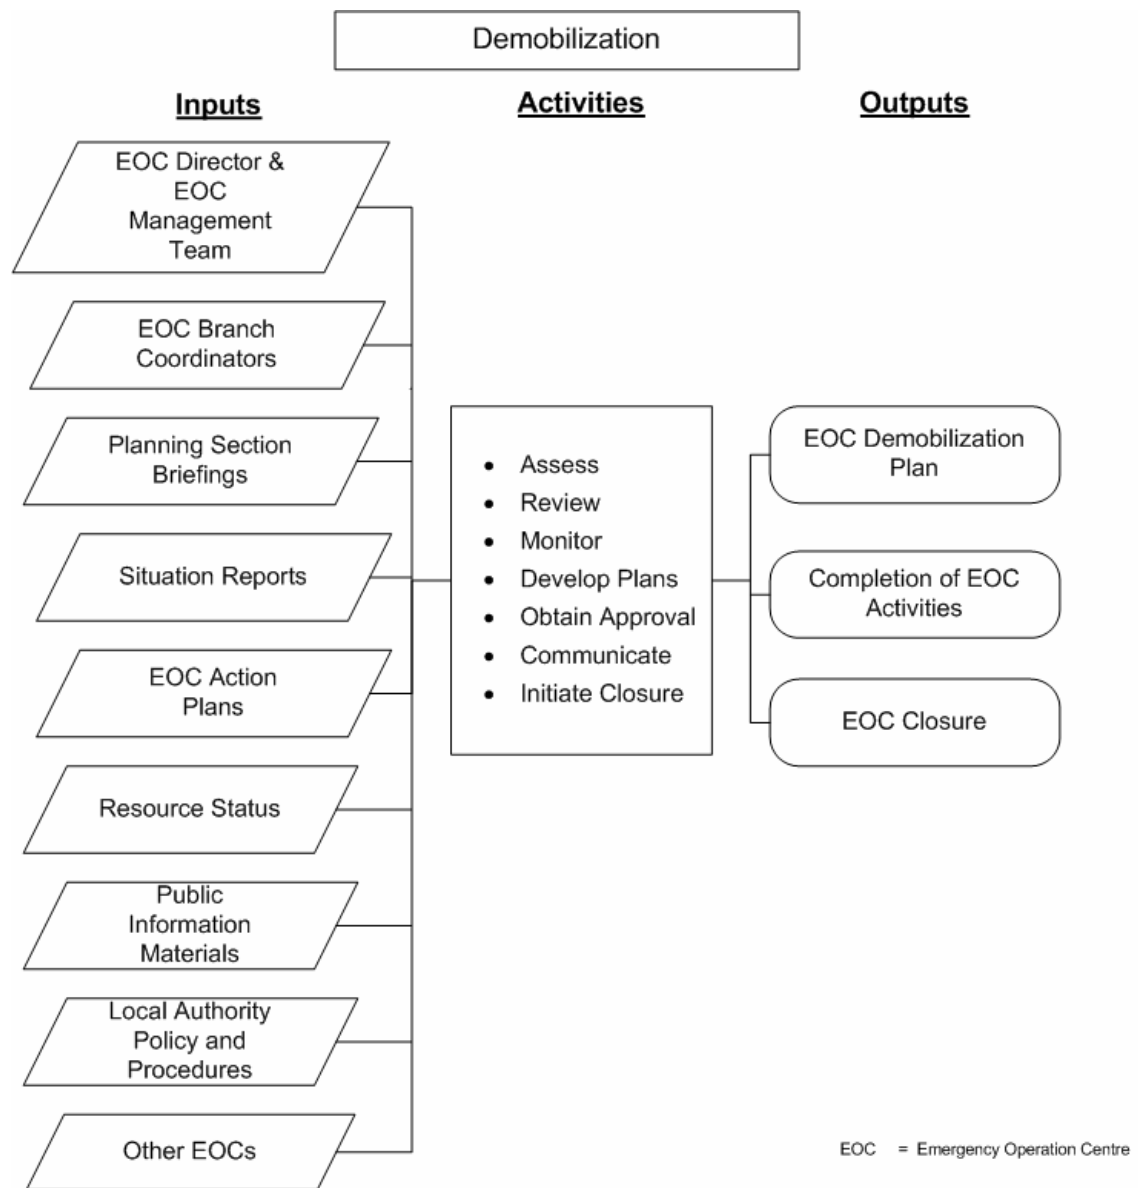 Demobilization
Inputs
Activities
Outputs
EOC Director &
EOC
Management
Team
EOC Branch
Coordinators
Planning Section
Briefings
Situation Reports
EOC Action
Plans
Resource Status
Public
Information
Materials
Local Authority
Policy and
Procedures
Other EOCs
• Assess
• Review
• Monitor
• Develop Plans
• Obtain Approval
• Communicate
• Initiate Closure
EOC Demobilization
Plan
Completion of EOC
Activities
EOC Closure
EOC = Emergency Operation Centre